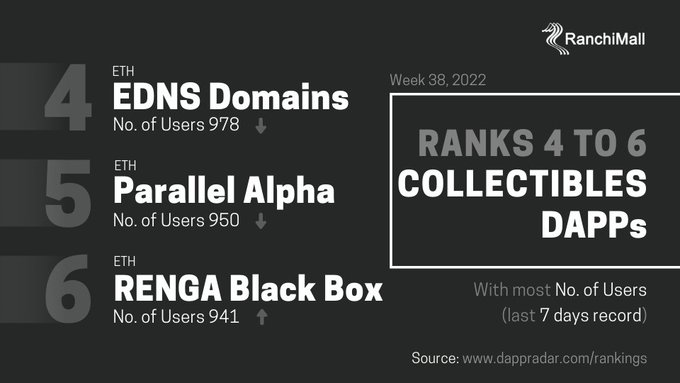 RanchiMall
Week 38, 2022
RANKS 4 TO 6
COLLECTIBLES
DAPPs
4
ETH
EDNS Domains
No. of Users 978
5
ETH
Parallel Alpha
No. of Users 950
6
ETH
RENGA Black Box
No. of Users 941
With most No. of Users
(last 7 days record)
Source: www.dappradar.com/rankings